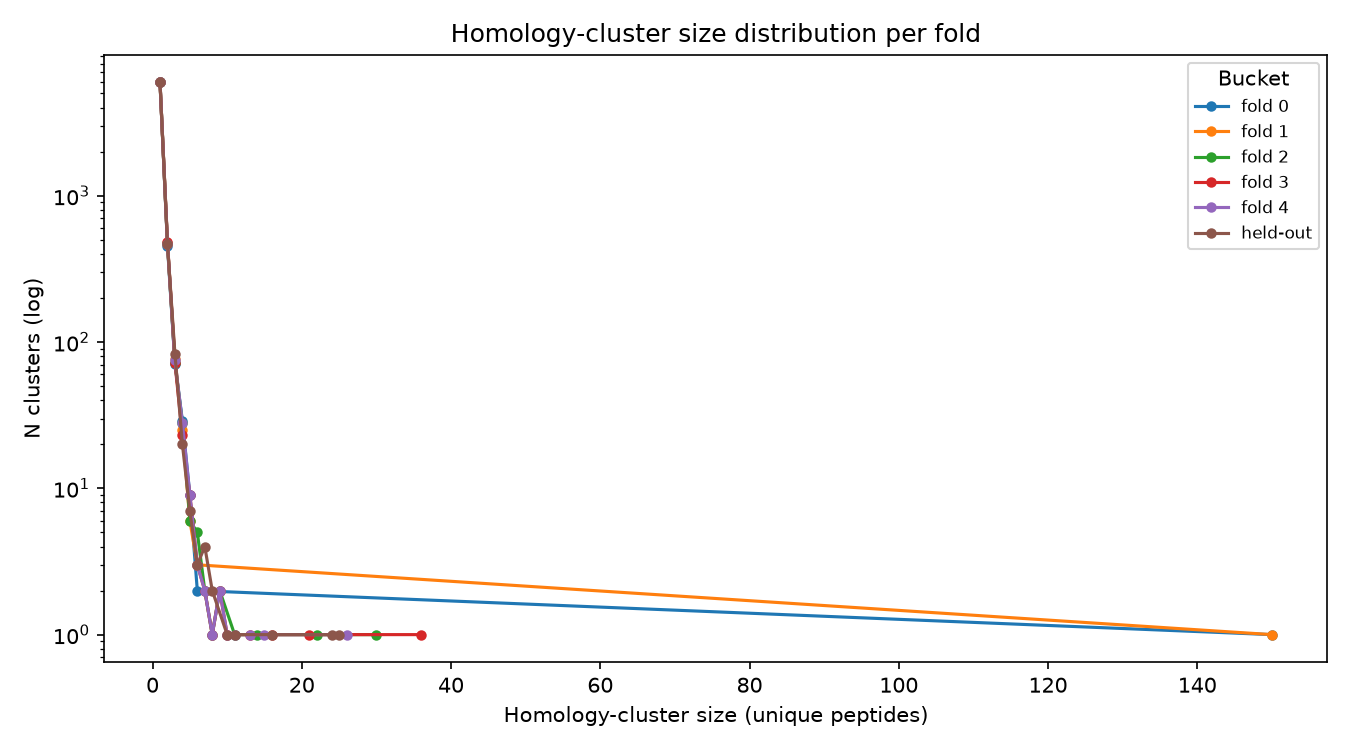 Homology-cluster size distribution per fold
N clusters (log)
10³
10²
10¹
10⁰
0 20 40 60 80 100 120 140
Homology-cluster size (unique peptides)
Bucket
fold 0
fold 1
fold 2
fold 3
fold 4
held-out